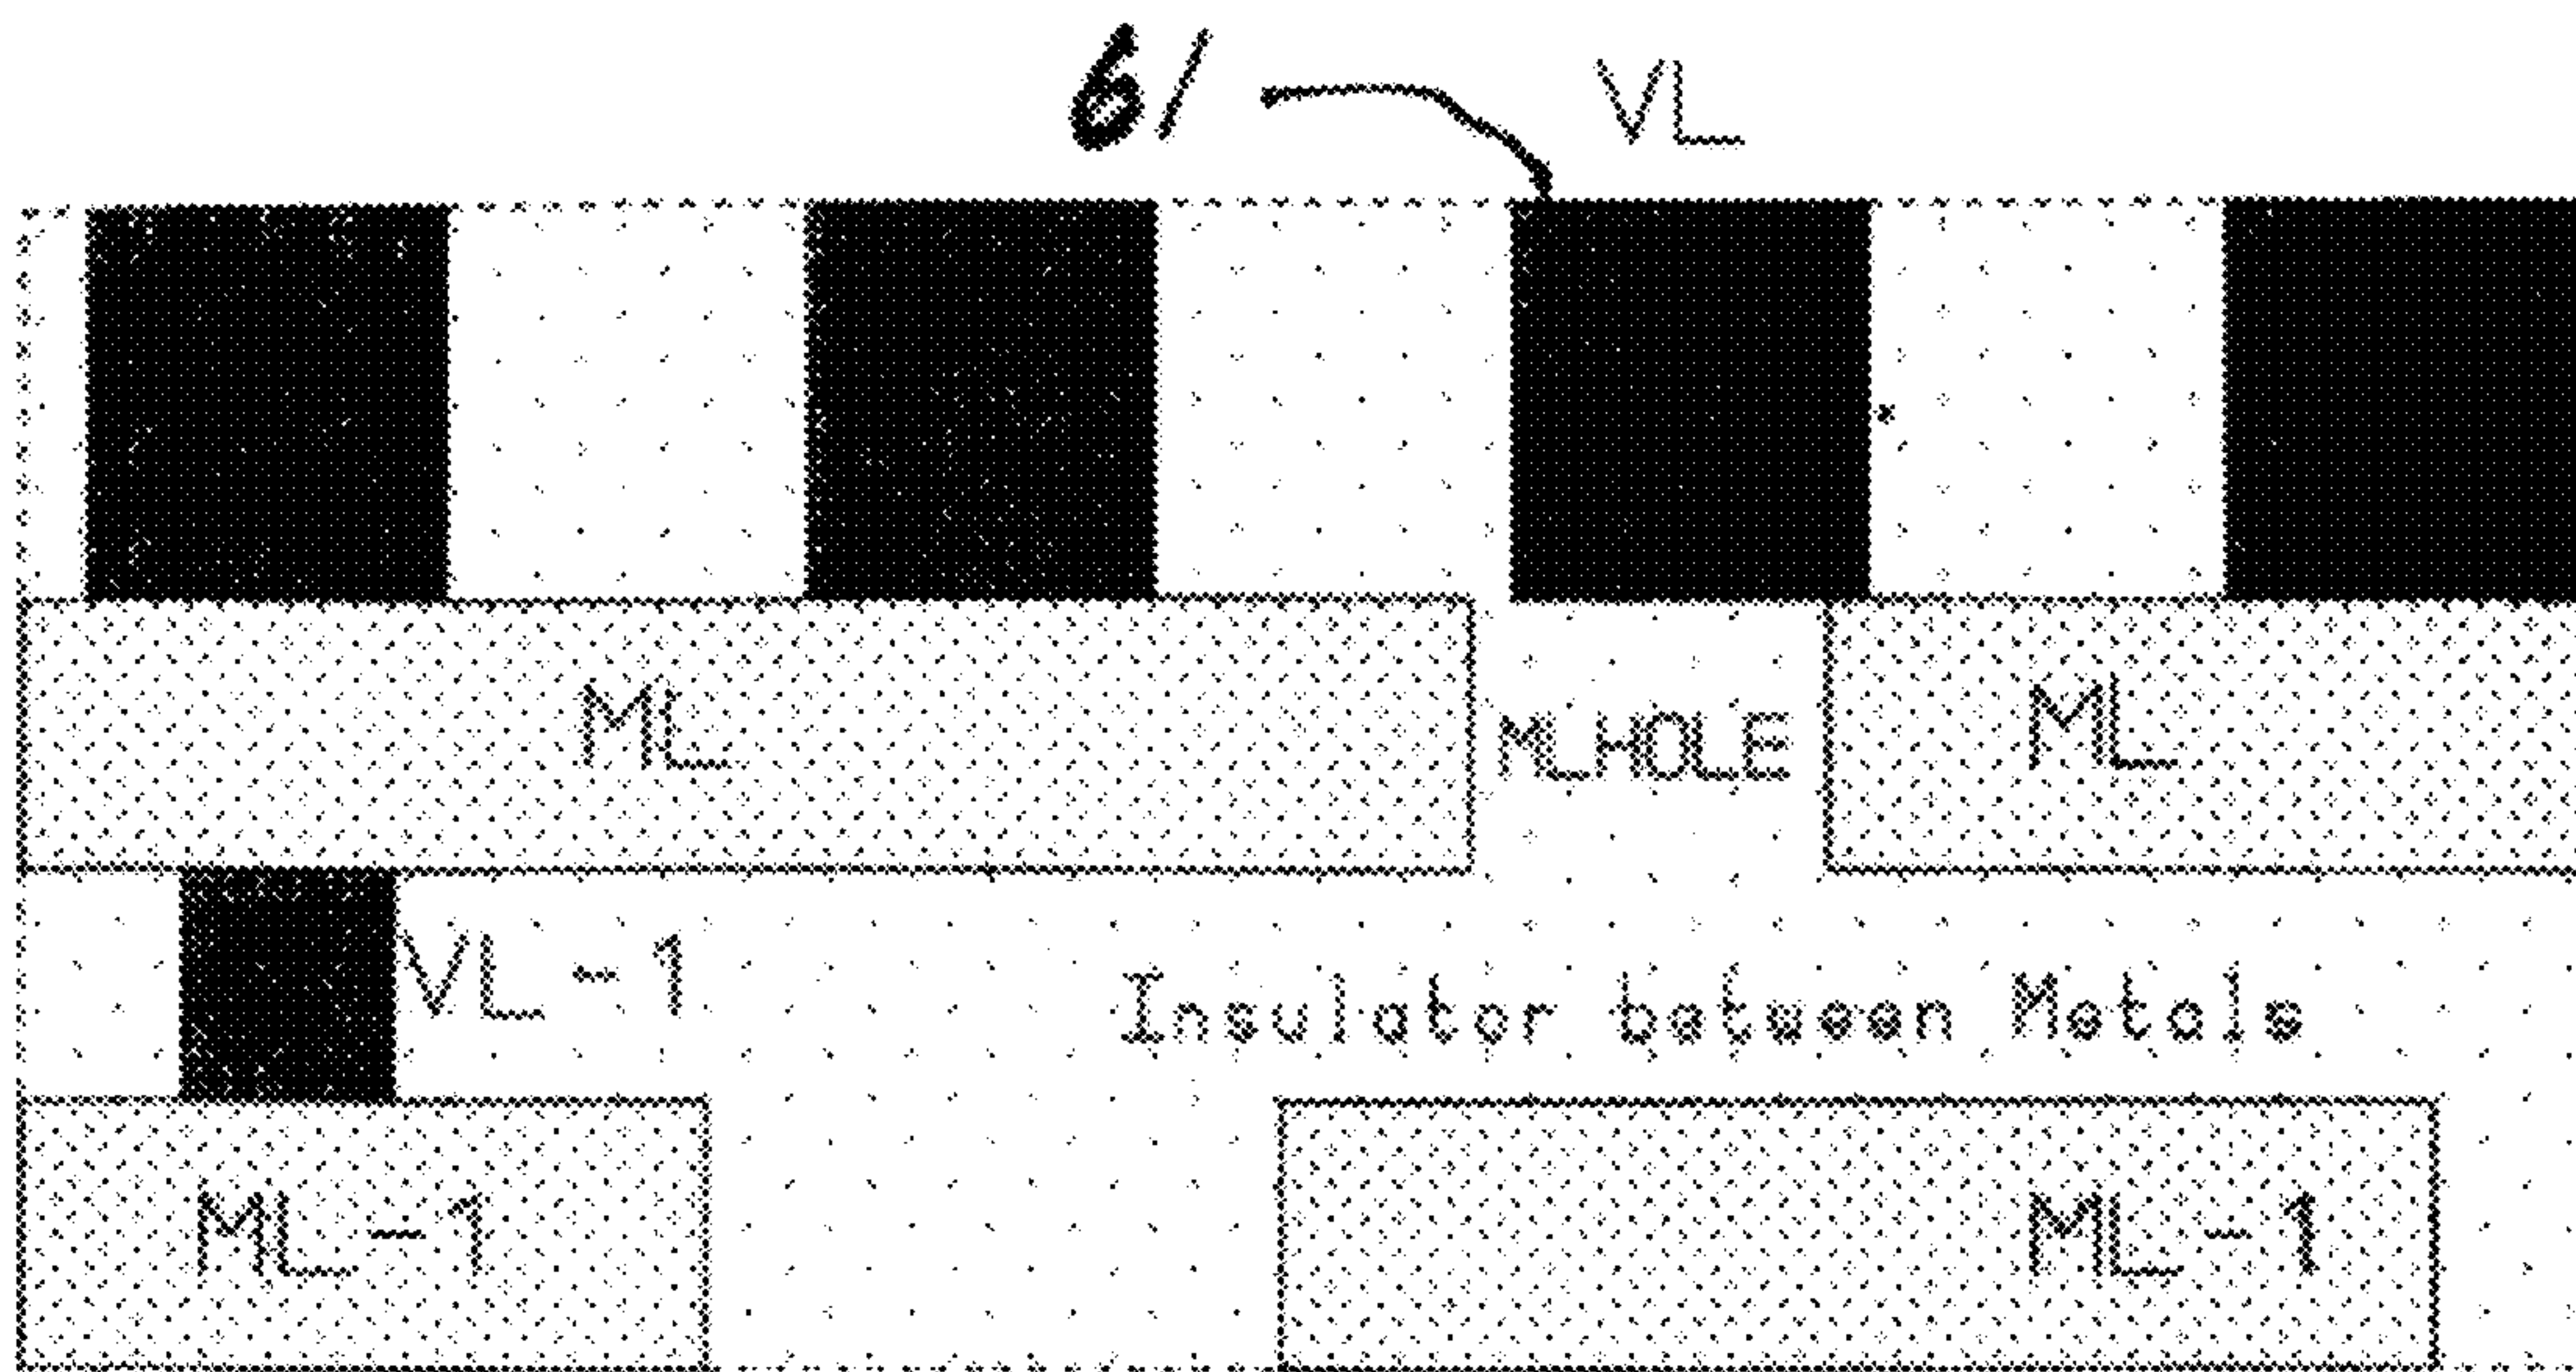 61 VL
ML MLHOLE ML
VL-1
Insulator between Metals
ML-1 ML-1